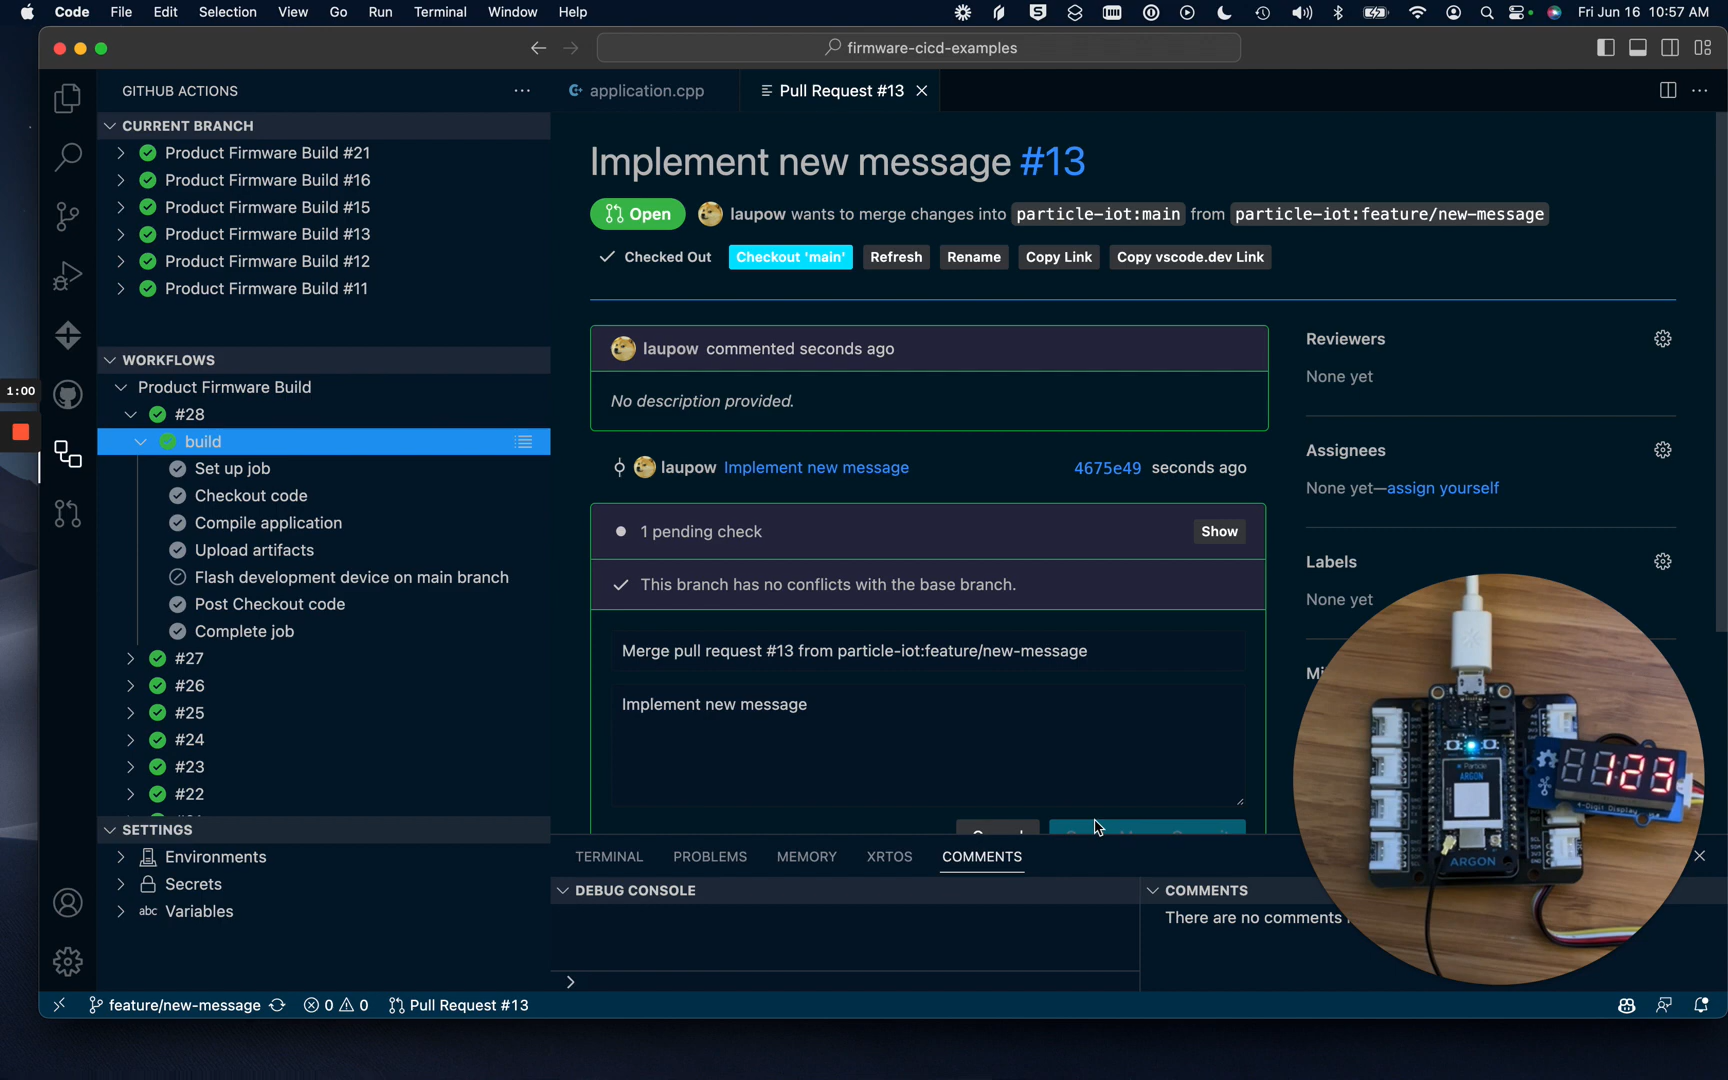 Code File Edit Selection View Go Run Terminal Window Help
Fri Jun 16 10:57 AM
firmware-cicd-examples
GITHUB ACTIONS
application.cpp
Pull Request #13
CURRENT BRANCH
Product Firmware Build #21
Product Firmware Build #16
Product Firmware Build #15
Product Firmware Build #13
Product Firmware Build #12
Product Firmware Build #11
WORKFLOWS
Product Firmware Build
#28
build
Set up job
Checkout code
Compile application
Upload artifacts
Flash development device on main branch
Post Checkout code
Complete job
#27
#26
#25
#24
#23
#22
SETTINGS
Environments
Secrets
abc Variables
1:00
Implement new message #13
Open laupow wants to merge changes into particle-iot:main from particle-iot:feature/new-message
Checked Out Checkout 'main' Refresh Rename Copy Link Copy vscode.dev Link
laupow commented seconds ago
No description provided.
laupow Implement new message 4675e49 seconds ago
1 pending check Show
This branch has no conflicts with the base branch.
Merge pull request #13 from particle-iot:feature/new-message
Implement new message
Reviewers
None yet
Assignees
None yet—assign yourself
Labels
None yet
Particle
ARGON
ARGON
123
4-Digit Display
TERMINAL PROBLEMS MEMORY XRTOS COMMENTS
DEBUG CONSOLE
COMMENTS
There are no comments
feature/new-message 0 0 Pull Request #13